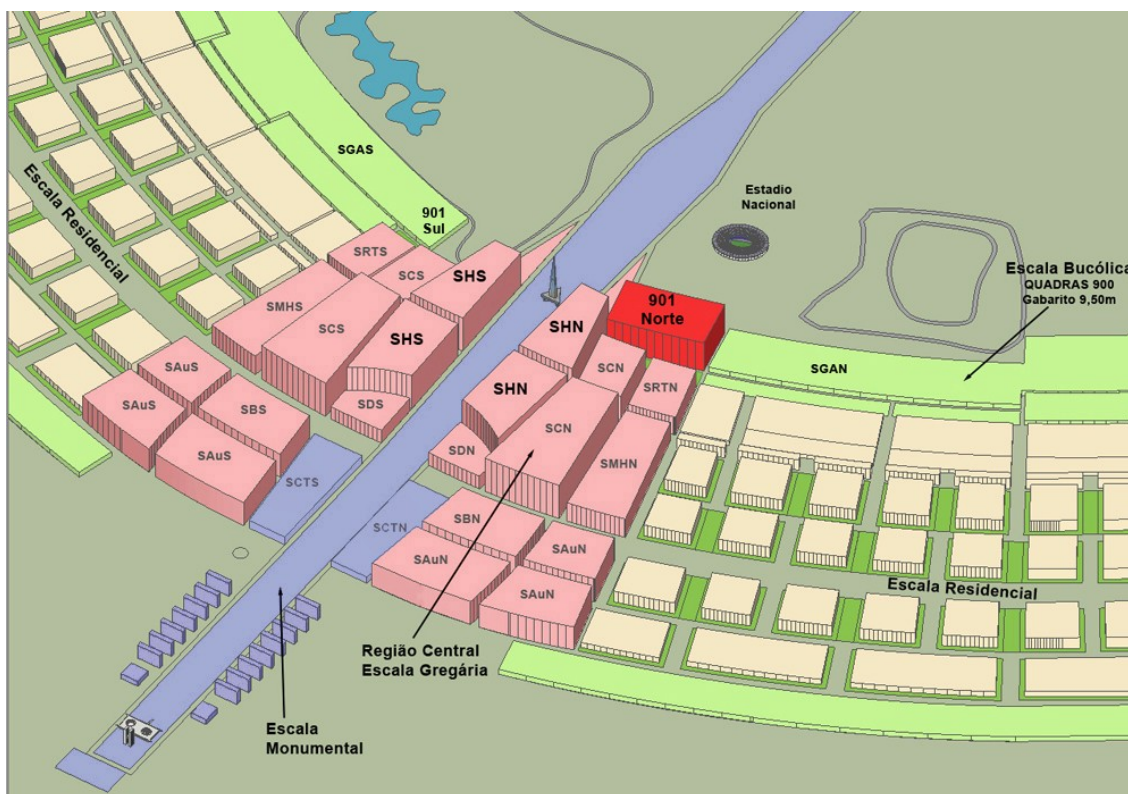 SGAS
901
Sul
Estadio
Nacional
Escala Residencial
SRTS
SCS
SHS
Escala Bucólica
QUADRAS 900
Gabarito 9,50m
901
Norte
SMHS
SCS
SHS
SHN
SCN
SRTN
SGAN
SAuS
SAuS
SBS
SDS
SHN
SCN
SAuS
SDN
SMHN
SCTS
SCTN
SBN
SAuN
SAuN
SAuN
Escala Residencial
Região Central
Escala Gregária
Escala
Monumental